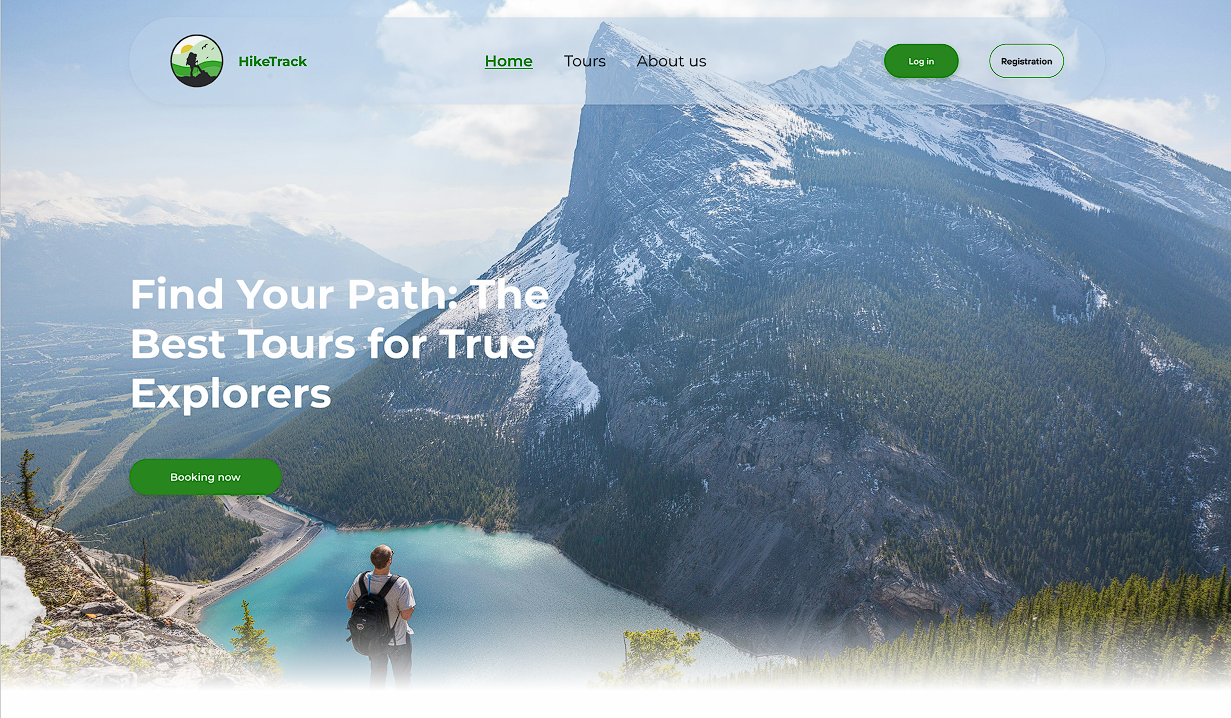 HikeTrack
Home
Tours
About us
Log in
Registration
Find Your Path: The
Best Tours for True
Explorers
Booking now